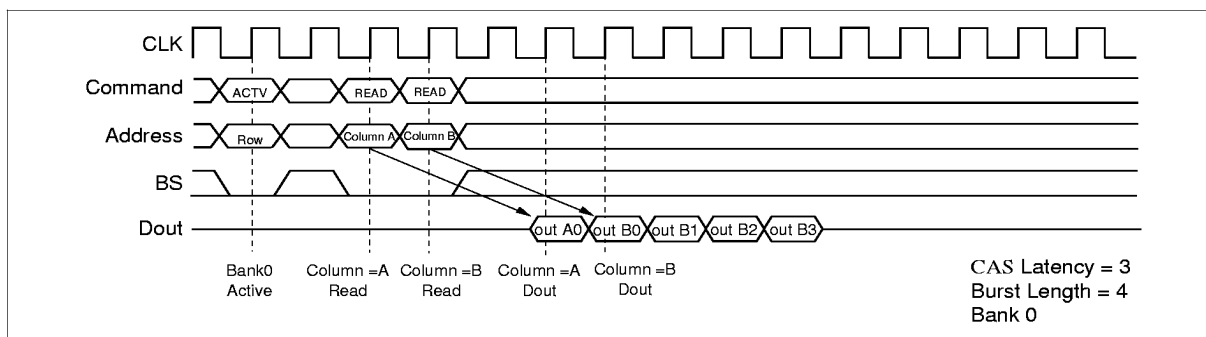 CLK
Command
ACTV
READ
READ
Address
Row
Column A
Column B
BS
Dout
out A0
out B0
out B1
out B2
out B3
Bank0
Active
Column =A
Read
Column =B
Read
Column =A
Dout
Column =B
Dout
CAS Latency = 3
Burst Length = 4
Bank 0